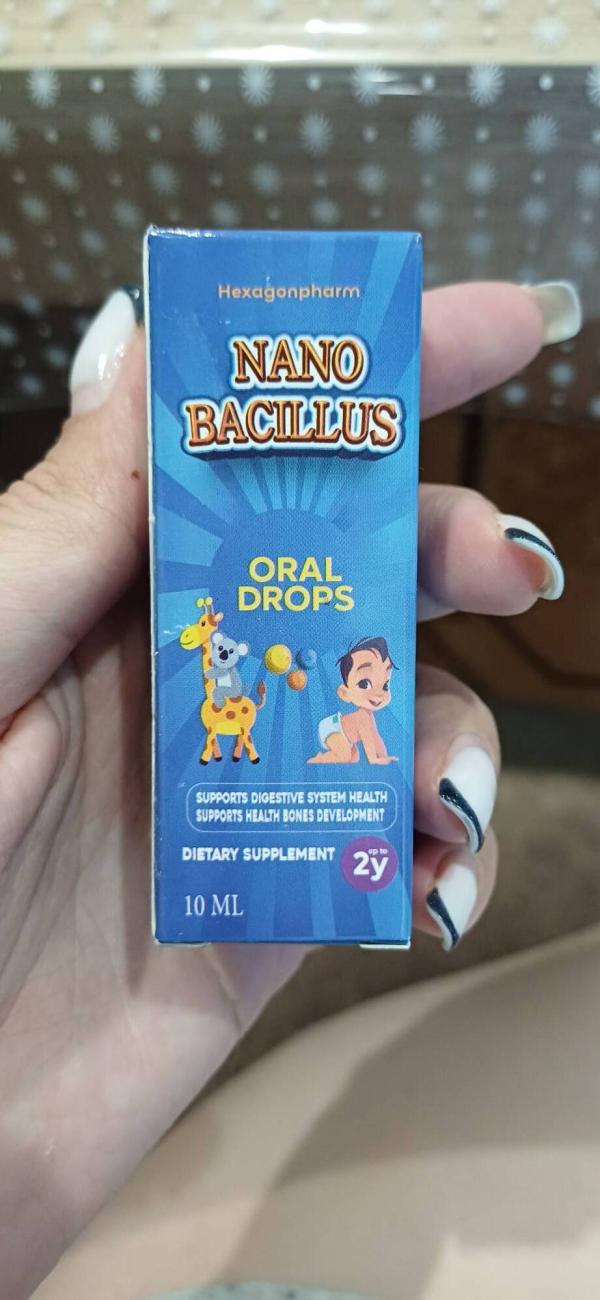 Hexagonpharm
NANO
BACILLUS
ORAL
DROPS
SUPPORTS DIGESTIVE SYSTEM HEALTH
SUPPORTS HEALTH BONES DEVELOPMENT
DIETARY SUPPLEMENT
up to
2y
10 ML